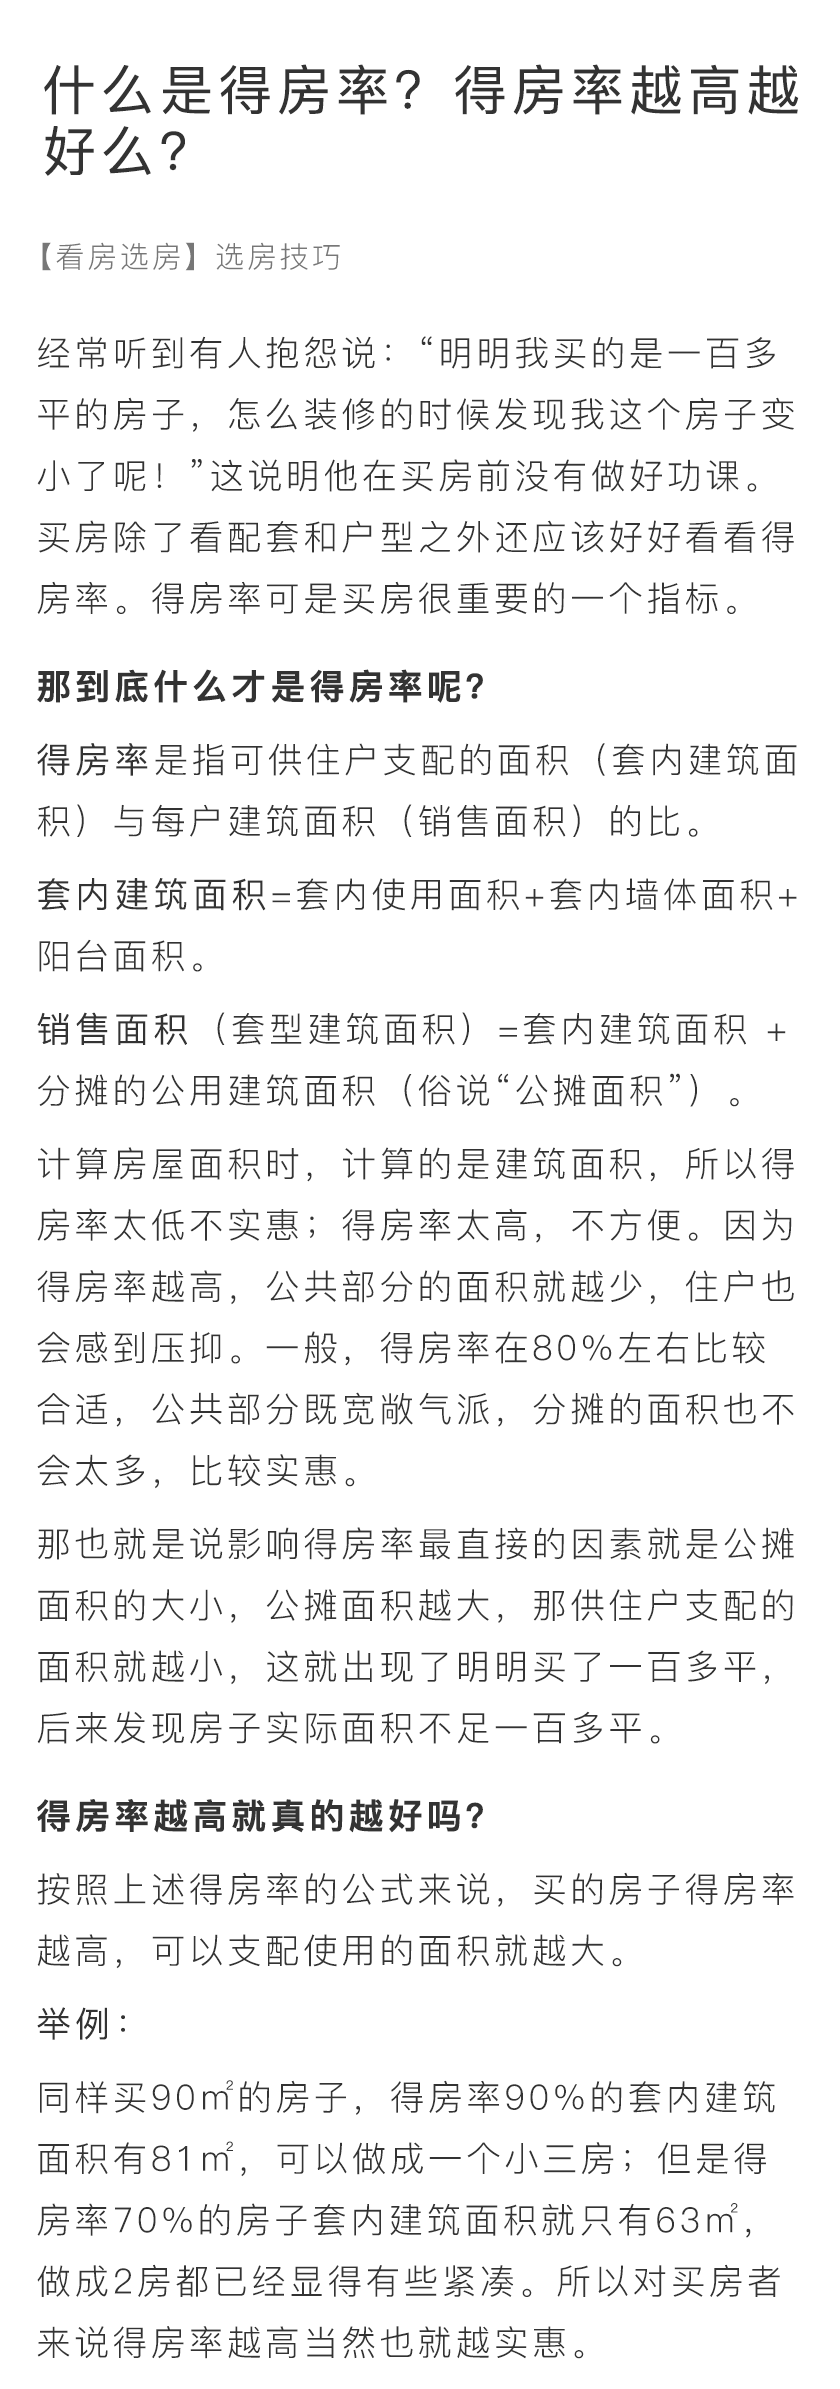 什么是得房率？得房率越高越
好么？
【看房选房】选房技巧
经常听到有人抱怨说：“明明我买的是一百多
平的房子，怎么装修的时候发现我这个房子变
小了呢！”这说明他在买房前没有做好功课。
买房除了看配套和户型之外还应该好好看看得
房率。得房率可是买房很重要的一个指标。
那到底什么才是得房率呢？
得房率是指可供住户支配的面积（套内建筑面
积）与每户建筑面积（销售面积）的比。
套内建筑面积=套内使用面积+套内墙体面积+
阳台面积。
销售面积（套型建筑面积）=套内建筑面积 +
分摊的公用建筑面积（俗说“公摊面积”）。
计算房屋面积时，计算的是建筑面积，所以得
房率太低不实惠；得房率太高，不方便。因为
得房率越高，公共部分的面积就越少，住户也
会感到压抑。一般，得房率在80%左右比较
合适，公共部分既宽敞气派，分摊的面积也不
会太多，比较实惠。
那也就是说影响得房率最直接的因素就是公摊
面积的大小，公摊面积越大，那供住户支配的
面积就越小，这就出现了明明买了一百多平，
后来发现房子实际面积不足一百多平。
得房率越高就真的越好吗？
按照上述得房率的公式来说，买的房子得房率
越高，可以支配使用的面积就越大。
举例：
同样买90㎡的房子，得房率90%的套内建筑
面积有81㎡，可以做成一个小三房；但是得
房率70%的房子套内建筑面积就只有63㎡，
做成2房都已经显得有些紧凑。所以对买房者
来说得房率越高当然也就越实惠。